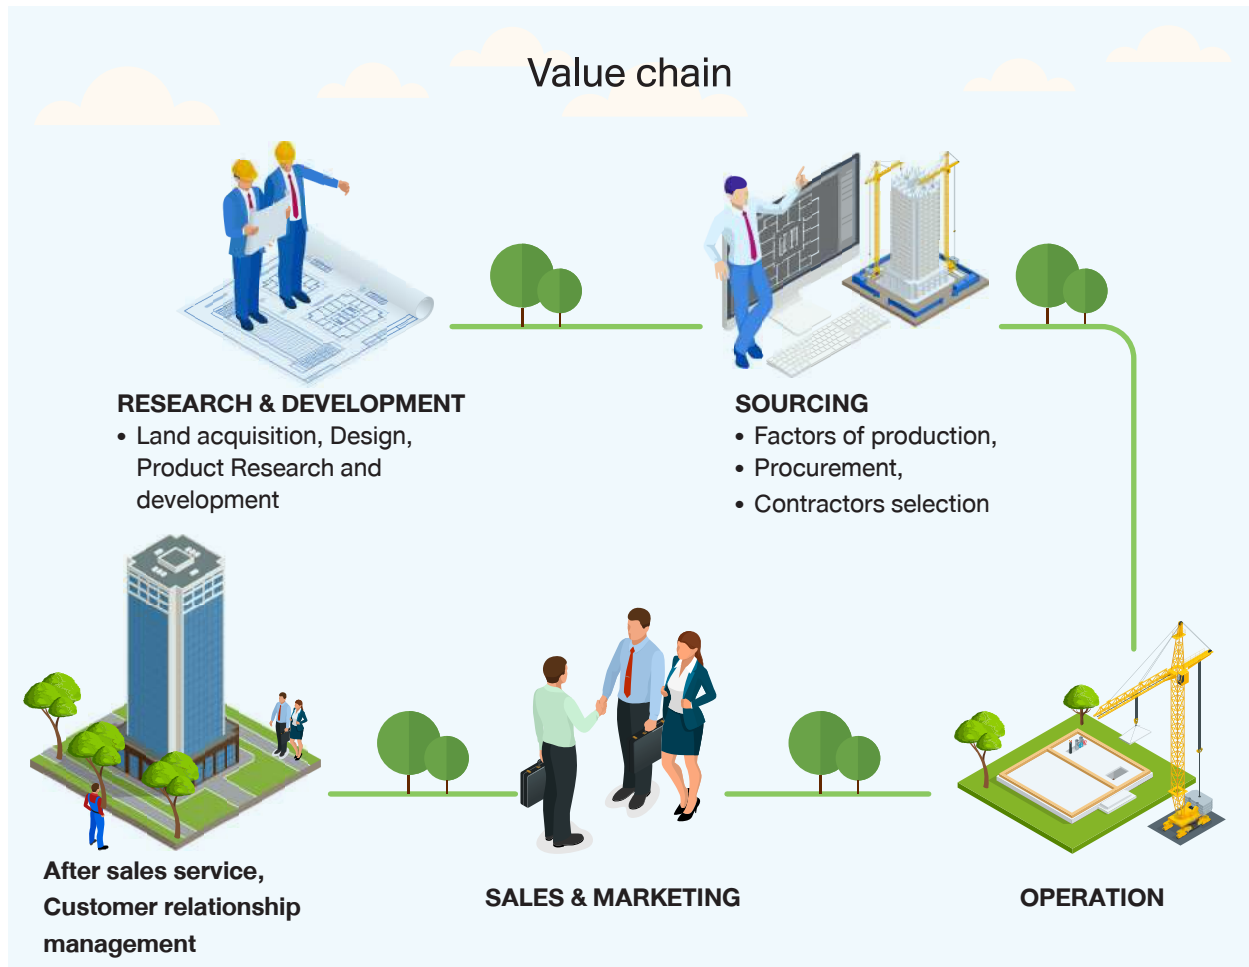 Value chain
RESEARCH & DEVELOPMENT
• Land acquisition, Design,
Product Research and
development
SOURCING
• Factors of production,
• Procurement,
• Contractors selection
After sales service,
Customer relationship
management
SALES & MARKETING
OPERATION